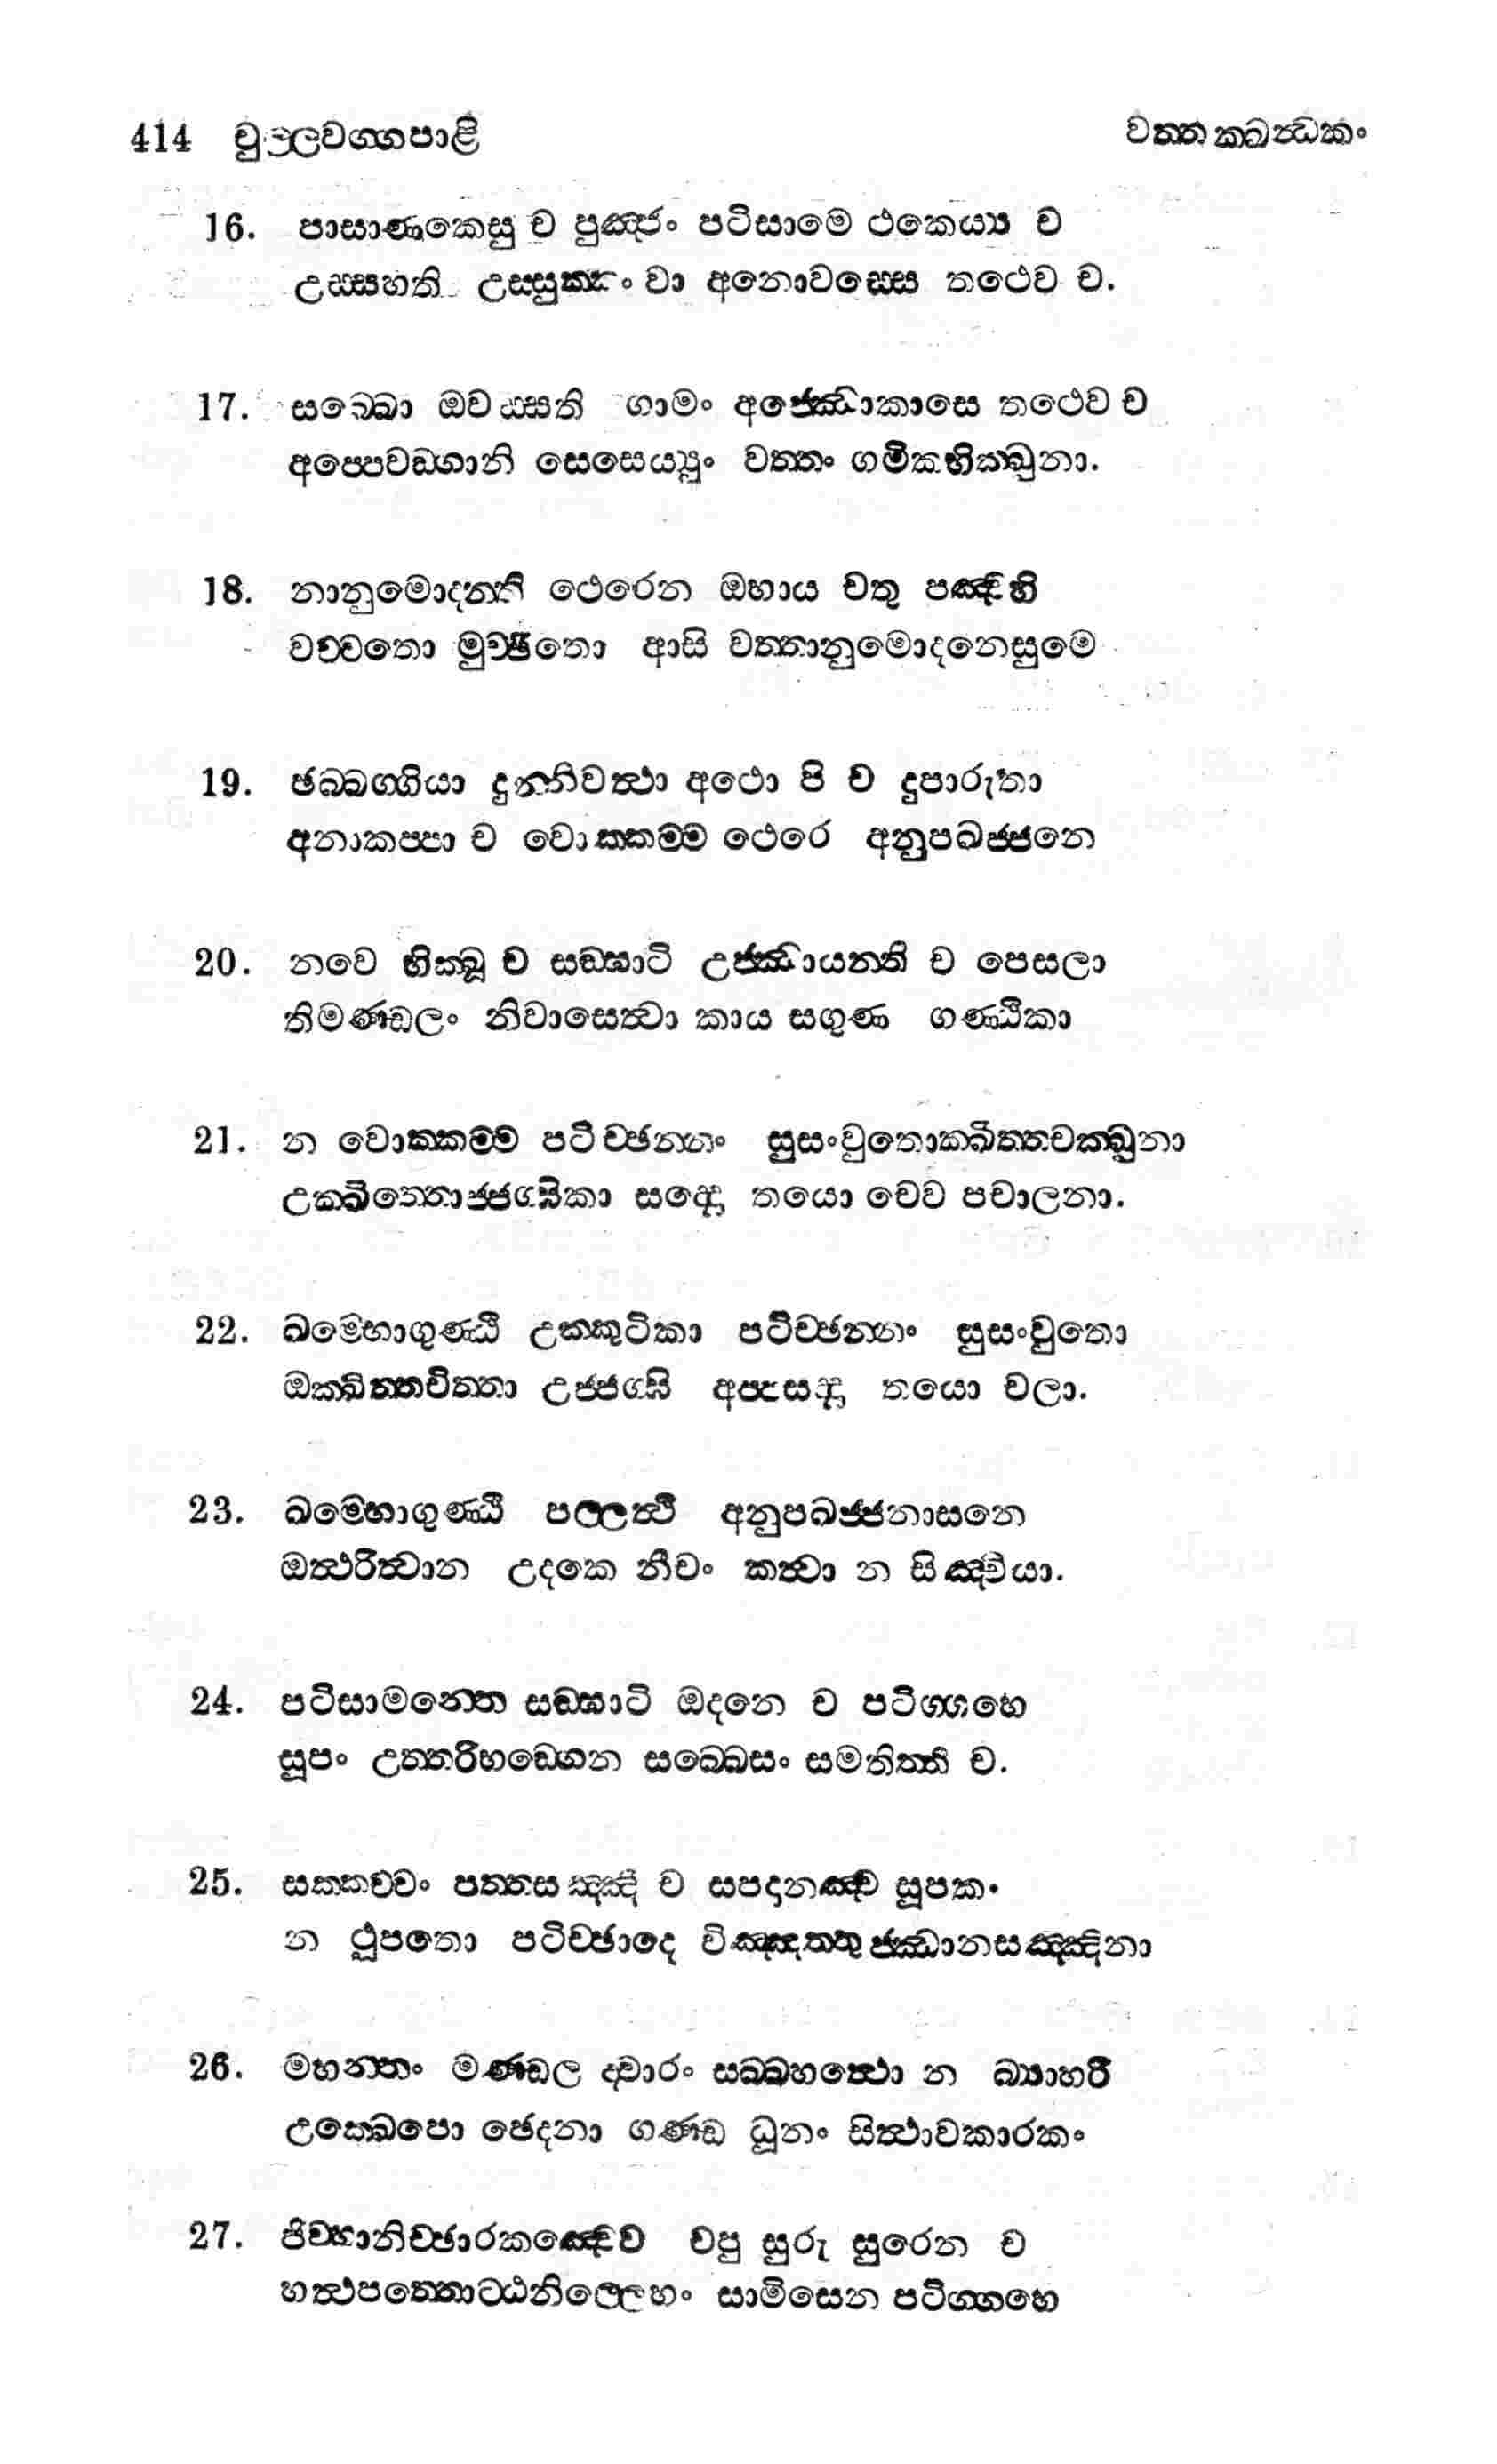 414 චුල්ලවග්ගපාළි
වත්තක්ඛන්ධකං
16. පාසාණකෙසු ච පුඤ්ජං පටිසාමෙ ථකෙය්‍ය ච
උස්සහති උස්සුක්කං වා අනොවස්සෙ තථෙව ච.
17. සබ්බො ඔවස්සති ගාමං අජ්ඣොකාසෙ තථෙව ච
අප්පෙවඞ්ගානි සෙසෙය්‍යුං වත්තං ගමිකභික්ඛුනා.
18. නානුමොදන්ති ථෙරෙන ඔහාය චතු පඤ්චහි
වච්චිතො මුච්ඡිතො ආසි වත්තානුමොදනෙසුමෙ
19. ඡබ්බග්ගියා දුන්නිවත්ථා අථො පි ච දුපාරුතා
අනාකප්පා ච වොක්කම්ම ථෙරෙ අනුපඛජ්ජනෙ
20. නවෙ භික්ඛූ ච සඞ්ඝාටි උජ්ඣායන්ති ච පෙසලා
තිමණ්ඩලං නිවාසෙත්වා කාය සගුණ ගණ්ඨිකා
21. න වොක්කම්ම පටිච්ඡන්නං සුසංවුතොක්ඛිත්තචක්ඛුනා
උක්ඛිත්තොජ්ජග්ඝිකා සද්දො තයො චෙව පචාලනා.
22. ඛම්භොගුණ්ඨි උක්කුටිකා පටිච්ඡන්නං සුසංවුතො
ඔක්ඛිත්තචිත්තා උජ්ජග්ඝි අප්පසද්දා තයො චලා.
23. ඛම්භොගුණ්ඨි පල්ලත්ථි අනුපඛජ්ජනාසනෙ
ඔත්ථරිත්වාන උදකෙ නීචං කත්වා න සිඤ්චියා.
24. පටිසාමන්තෙ සඞ්ඝාටි ඔදනෙ ච පටිග්ගහෙ
සූපං උත්තරිභඞ්ගෙන සබ්බෙසං සමතිත්ති ච.
25. සක්කච්චං පත්තසඤ්ඤි ච සපදානඤ්ච සූපක.
න ථූපතො පටිච්ඡාදෙ විඤ්ඤත්තුජ්ඣානසඤ්ඤිනා
26. මහන්තං මණ්ඩල ද්වාරං සබ්බහත්ථො න බ්‍යාහරී
උක්ඛෙපො ඡෙදනා ගණ්ඩ ධූනං සිත්ථාවකාරකං
27. ජිව්හානිච්ඡාරකඤ්චෙව චපු සුරු සුරෙන ච
හත්ථපත්තොට්ඨනිල්ලෙහං සාමිසෙන පටිග්ගහෙ